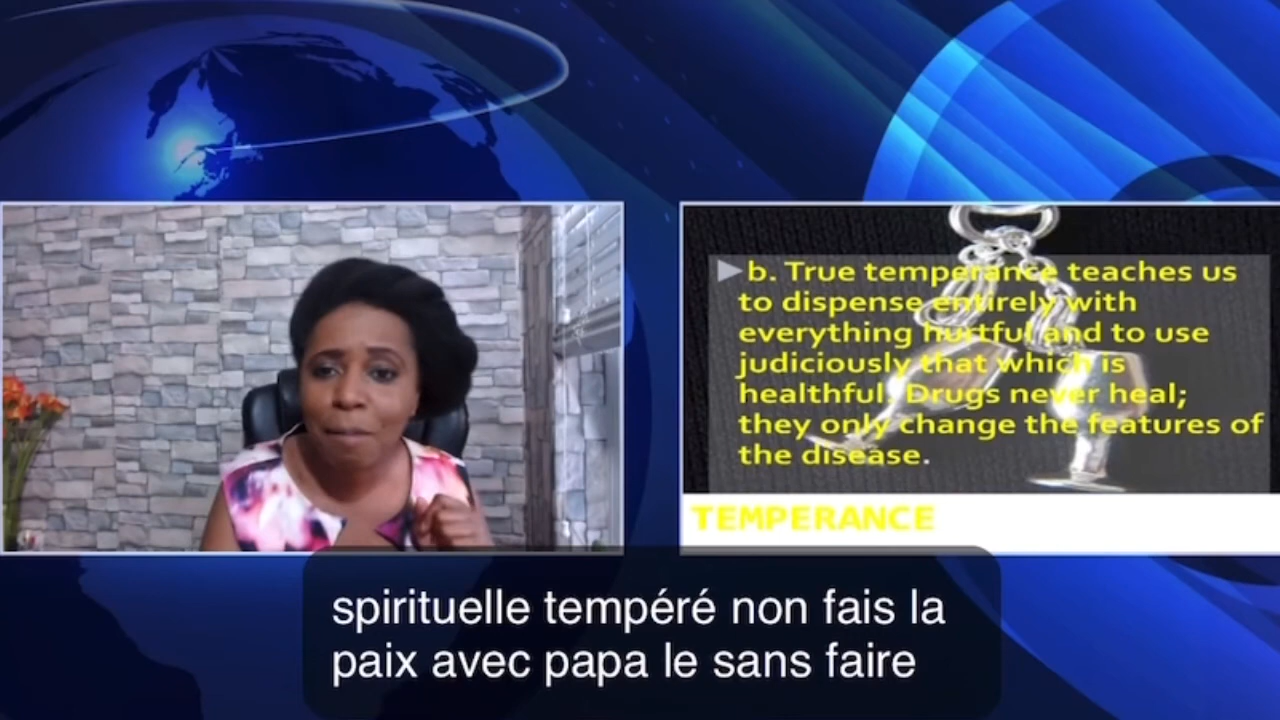 b. True temperance teaches us
to dispense entirely with
everything hurtful and to use
judiciously that which is
healthful. Drugs never heal;
they only change the features of
the disease.
TEMPERANCE
spirituelle tempéré non fais la
paix avec papa le sans faire